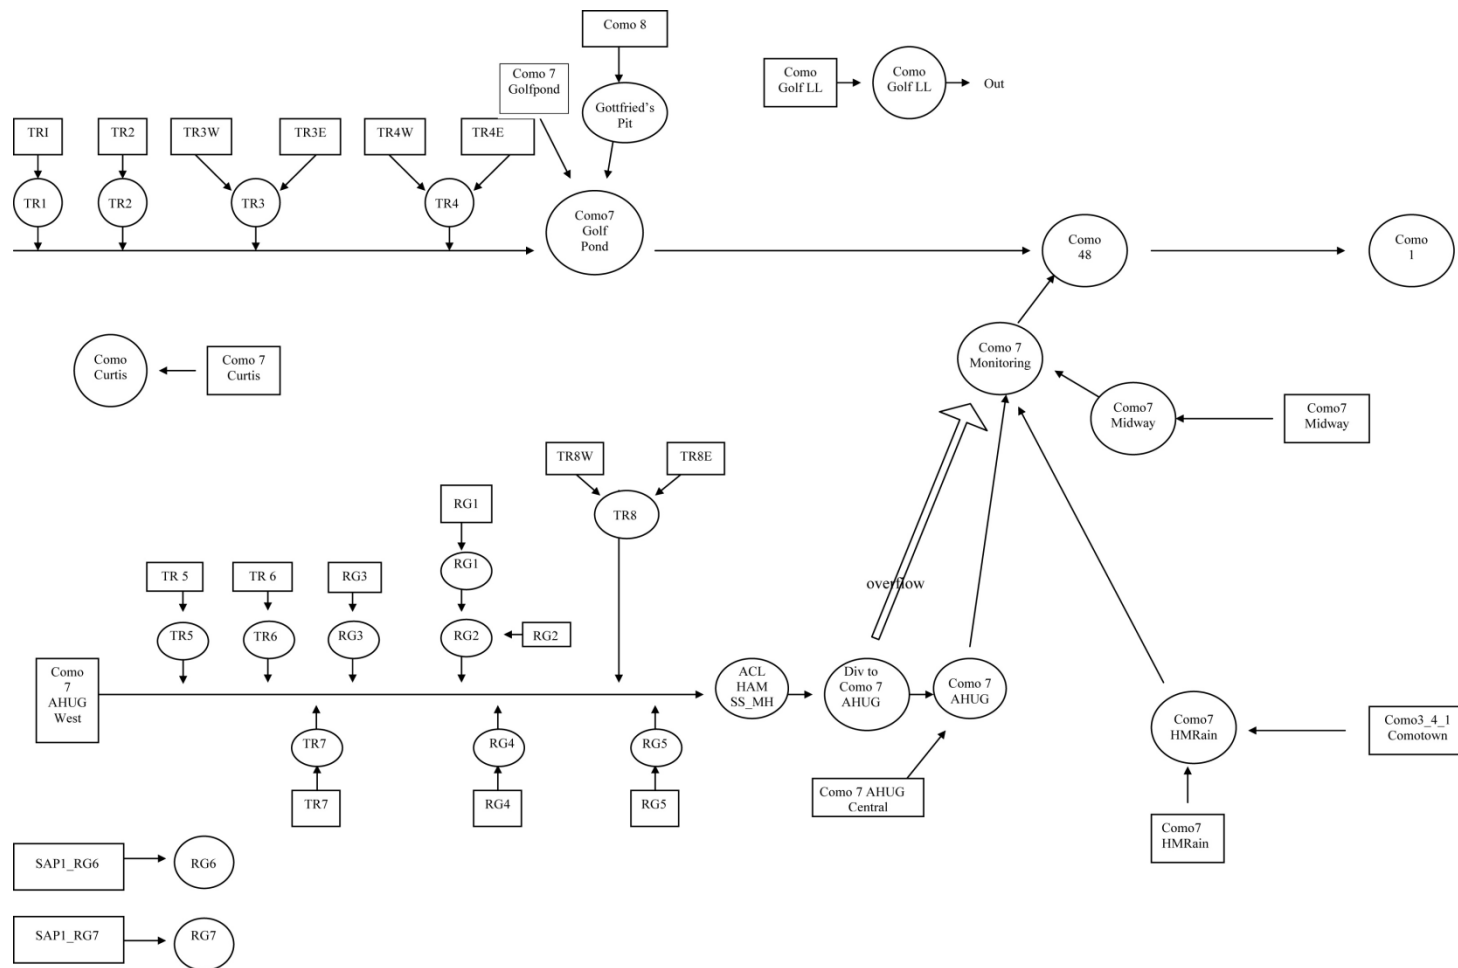 Como 8
Como 7
Golfpond
Gottfried's
Pit
Como
Golf LL
Como
Golf LL
Out
TRI
TR2
TR3W
TR3E
TR4W
TR4E
TR1
TR2
TR3
TR4
Como7
Golf
Pond
Como
48
Como
1
Como
Curtis
Como 7
Curtis
Como 7
Monitoring
Como7
Midway
Como7
Midway
TR8W
TR8E
TR8
RG1
RG1
TR 5
TR 6
RG3
TR5
TR6
RG3
RG2
RG2
overflow
Como
7
AHUG
West
ACL
HAM
SS_MH
Div to
Como 7
AHUG
Como 7
AHUG
TR7
RG4
RG5
TR7
RG4
RG5
Como 7 AHUG
Central
Como7
HMRain
Como3_4_1
Comotown
Como7
HMRain
SAP1_RG6
RG6
SAP1_RG7
RG7